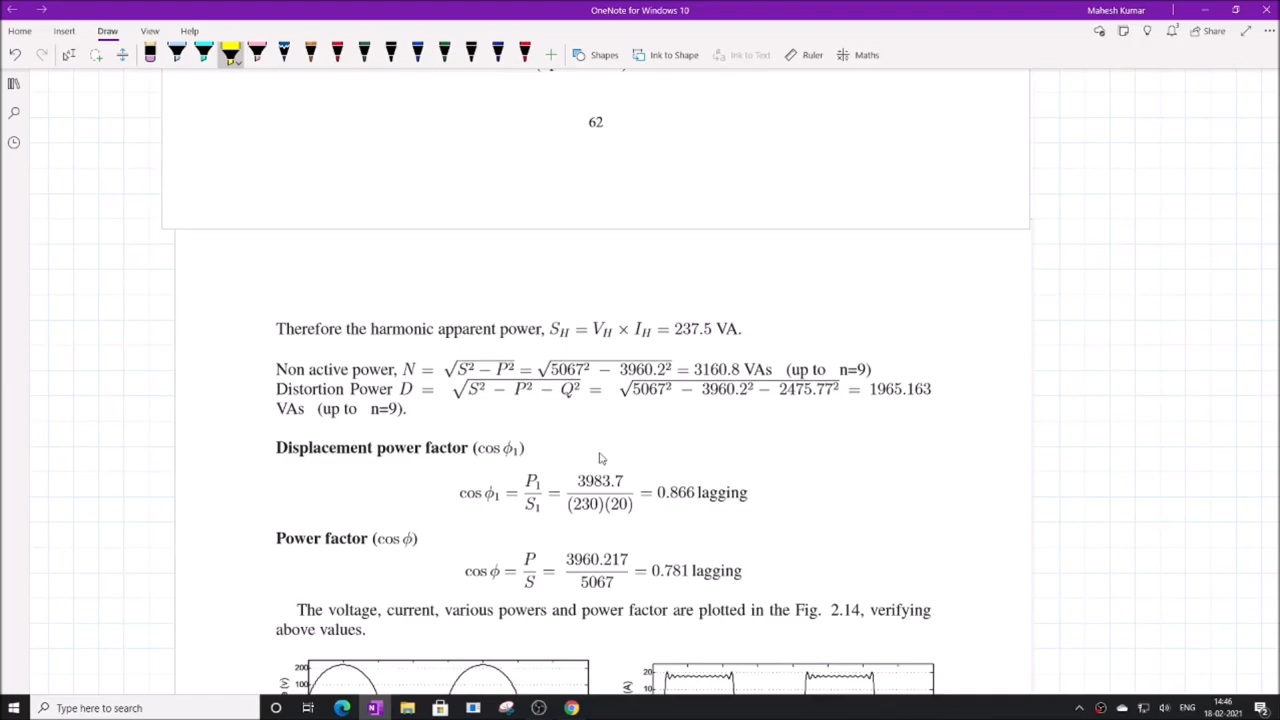 OneNote for Windows 10
Mahesh Kumar
Home Insert Draw View Help
Share
Shapes Ink to Shape Ink to Text Ruler Maths
62
Therefore the harmonic apparent power, S_H = V_H × I_H = 237.5 VA.
Non active power, N = √(S² − P²) = √(5067² − 3960.2²) = 3160.8 VAs (up to n=9)
Distortion Power D = √(S² − P² − Q²) = √(5067² − 3960.2² − 2475.77²) = 1965.163
VAs (up to n=9).
Displacement power factor (cos ϕ₁)
cos ϕ₁ = P₁/S₁ = 3983.7/(230)(20) = 0.866 lagging
Power factor (cos ϕ)
cos ϕ = P/S = 3960.217/5067 = 0.781 lagging
The voltage, current, various powers and power factor are plotted in the Fig. 2.14, verifying
above values.
200
100
(v)
20
10
(A)
Type here to search
ENG
14:46
18-02-2021